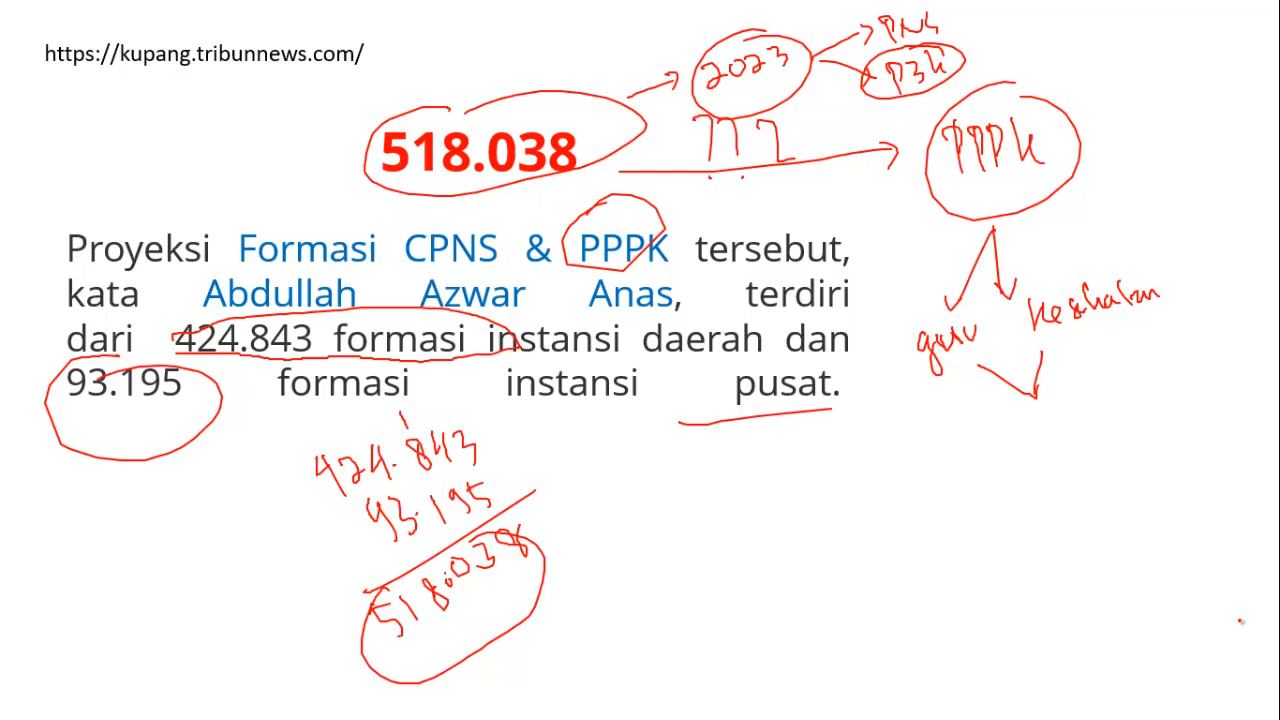 https://kupang.tribunnews.com/
2023
PNS
P3K
518.038
PPPK
Proyeksi Formasi CPNS & PPPK tersebut,
kata Abdullah Azwar Anas, terdiri
dari 424.843 formasi instansi daerah dan
93.195 formasi instansi pusat.
guru
Kesehatan
424.843
93.195
518.038